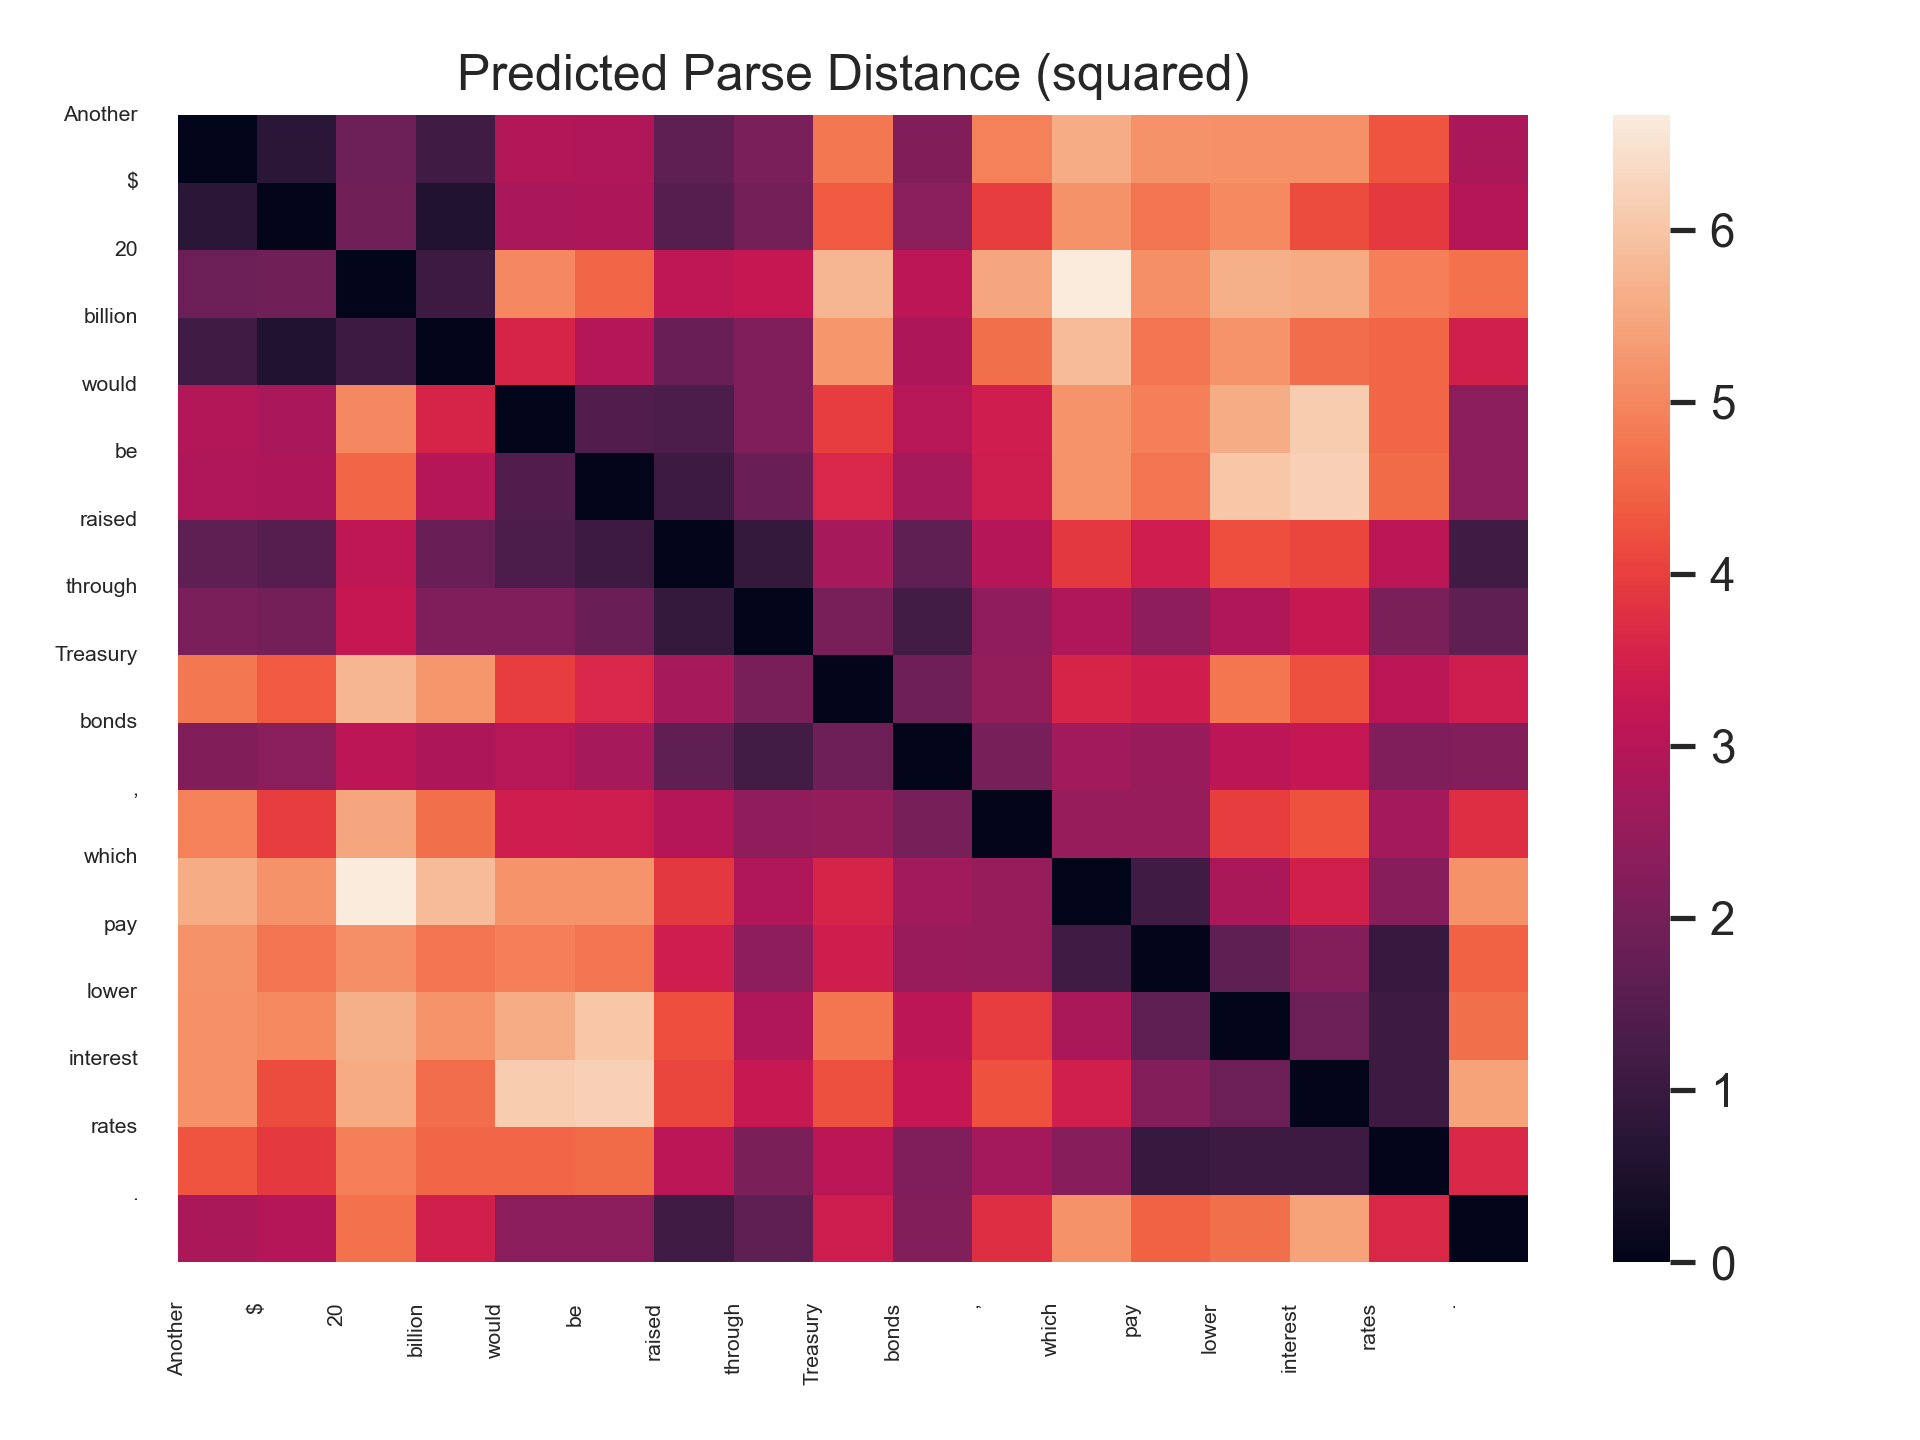 Predicted Parse Distance (squared)
Another
$
20
billion
would
be
raised
through
Treasury
bonds
,
which
pay
lower
interest
rates
.
6
5
4
3
2
1
0
Another
$
20
billion
would
be
raised
through
Treasury
bonds
,
which
pay
lower
interest
rates
.